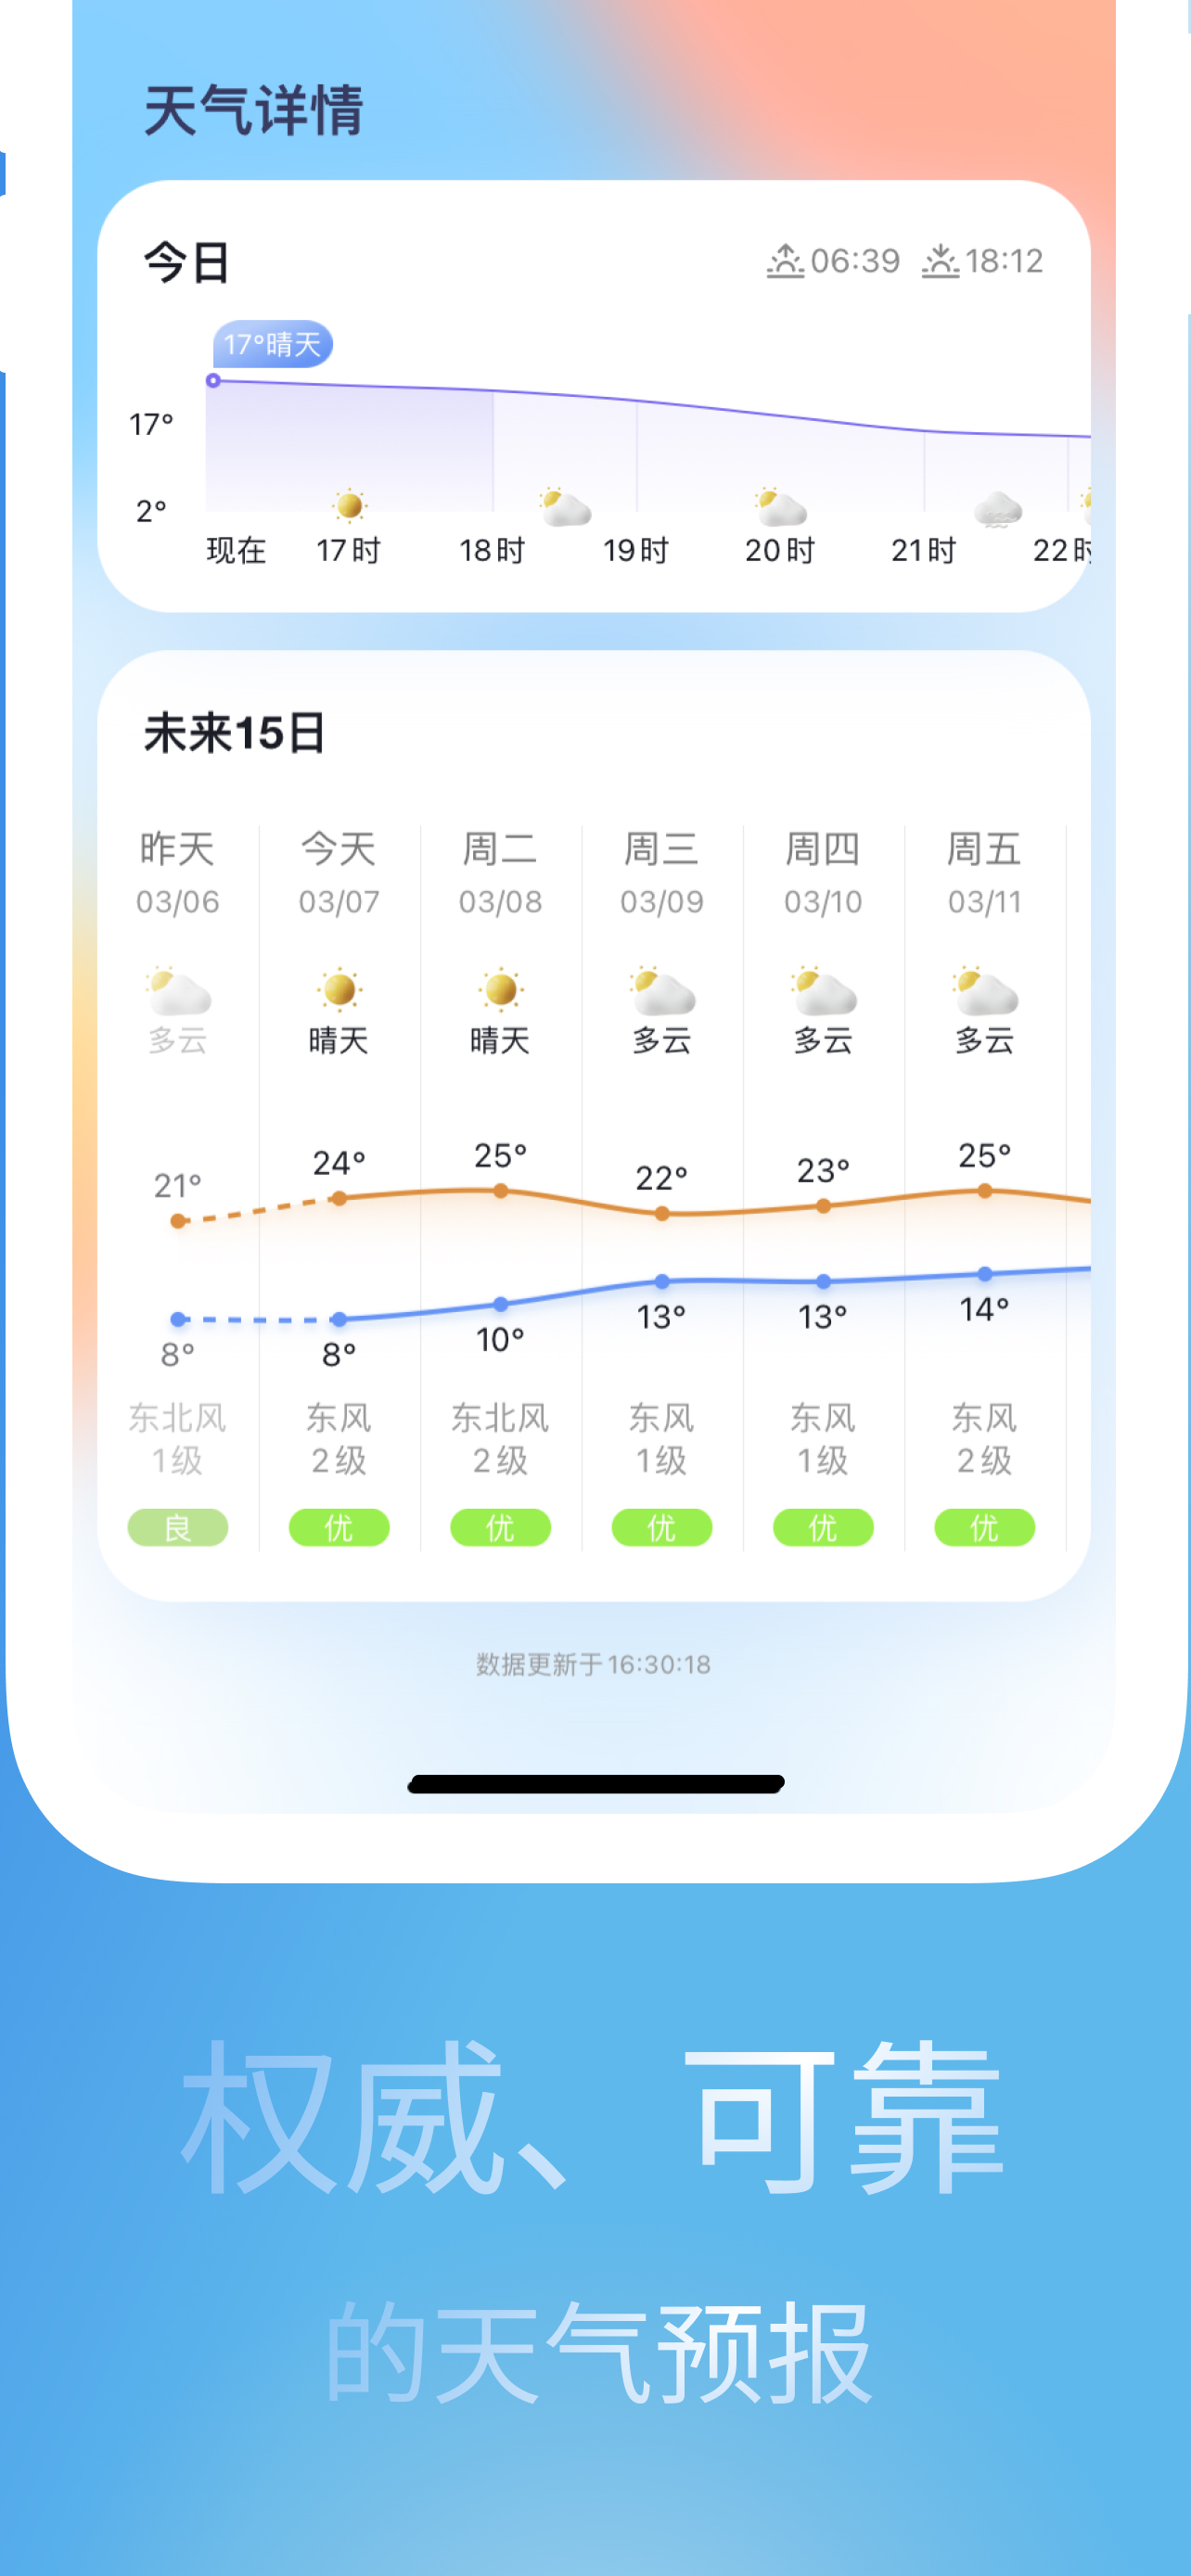 天气详情
今日 06:39 18:12
17°晴天
17°
2°
现在 17时 18时 19时 20时 21时 22时
未来15日
昨天 今天 周二 周三 周四 周五
03/06 03/07 03/08 03/09 03/10 03/11
多云 晴天 晴天 多云 多云 多云
21° 24° 25° 22° 23° 25°
8° 8° 10° 13° 13° 14°
东北风 东风 东北风 东风 东风 东风
1级 2级 2级 1级 1级 2级
良 优 优 优 优 优
数据更新于16:30:18
权威、可靠
的天气预报